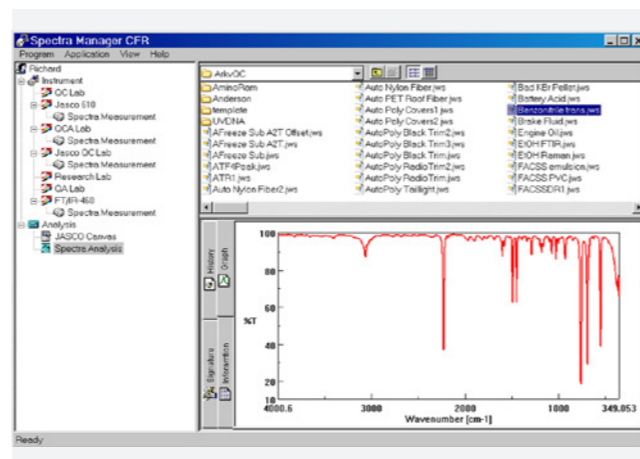 Spectra Manager CFR
Program Application View Help
Richard
Instrument
QC Lab
Jasco 610
Spectra Measurement
QCA Lab
Spectra Measurement
Jasco QC Lab
Spectra Measurement
Research Lab
QA Lab
FT/IR-460
Spectra Measurement
Analysis
JASCO Canvas
Spectra Analysis
ArkvQC
AminoRam
Anderson
template
UVDNA
AFreeze Sub A2T Offset.jws
AFreeze Sub A2T.jws
AFreeze Sub.jws
ATF4Peak.jws
ATR1.jws
Auto Nylon Fiber2.jws
Auto Nylon Fiber.jws
Auto PET Roof Fiber.jws
Auto Poly Covers1.jws
Auto Poly Covers2.jws
AutoPoly Black Trim2.jws
AutoPoly Black Trim3.jws
AutoPoly RadioTrim.jws
AutoPoly RadioTrim2.jws
AutoPoly Taillight.jws
Bad KBr Pellet.jws
Battery Acid.jws
Benzonitrile trans.jws
Brake Fluid.jws
Engine Oil.jws
EtOH FTIR.jws
EtOH Raman.jws
FACSS emulsion.jws
FACSS PVC.jws
FACSSDR1.jws
History
Graph
Signature
Information
100
80
%T
60
40
20
10
4000.6 3000 2000 1000 349.053
Wavenumber [cm-1]
Ready